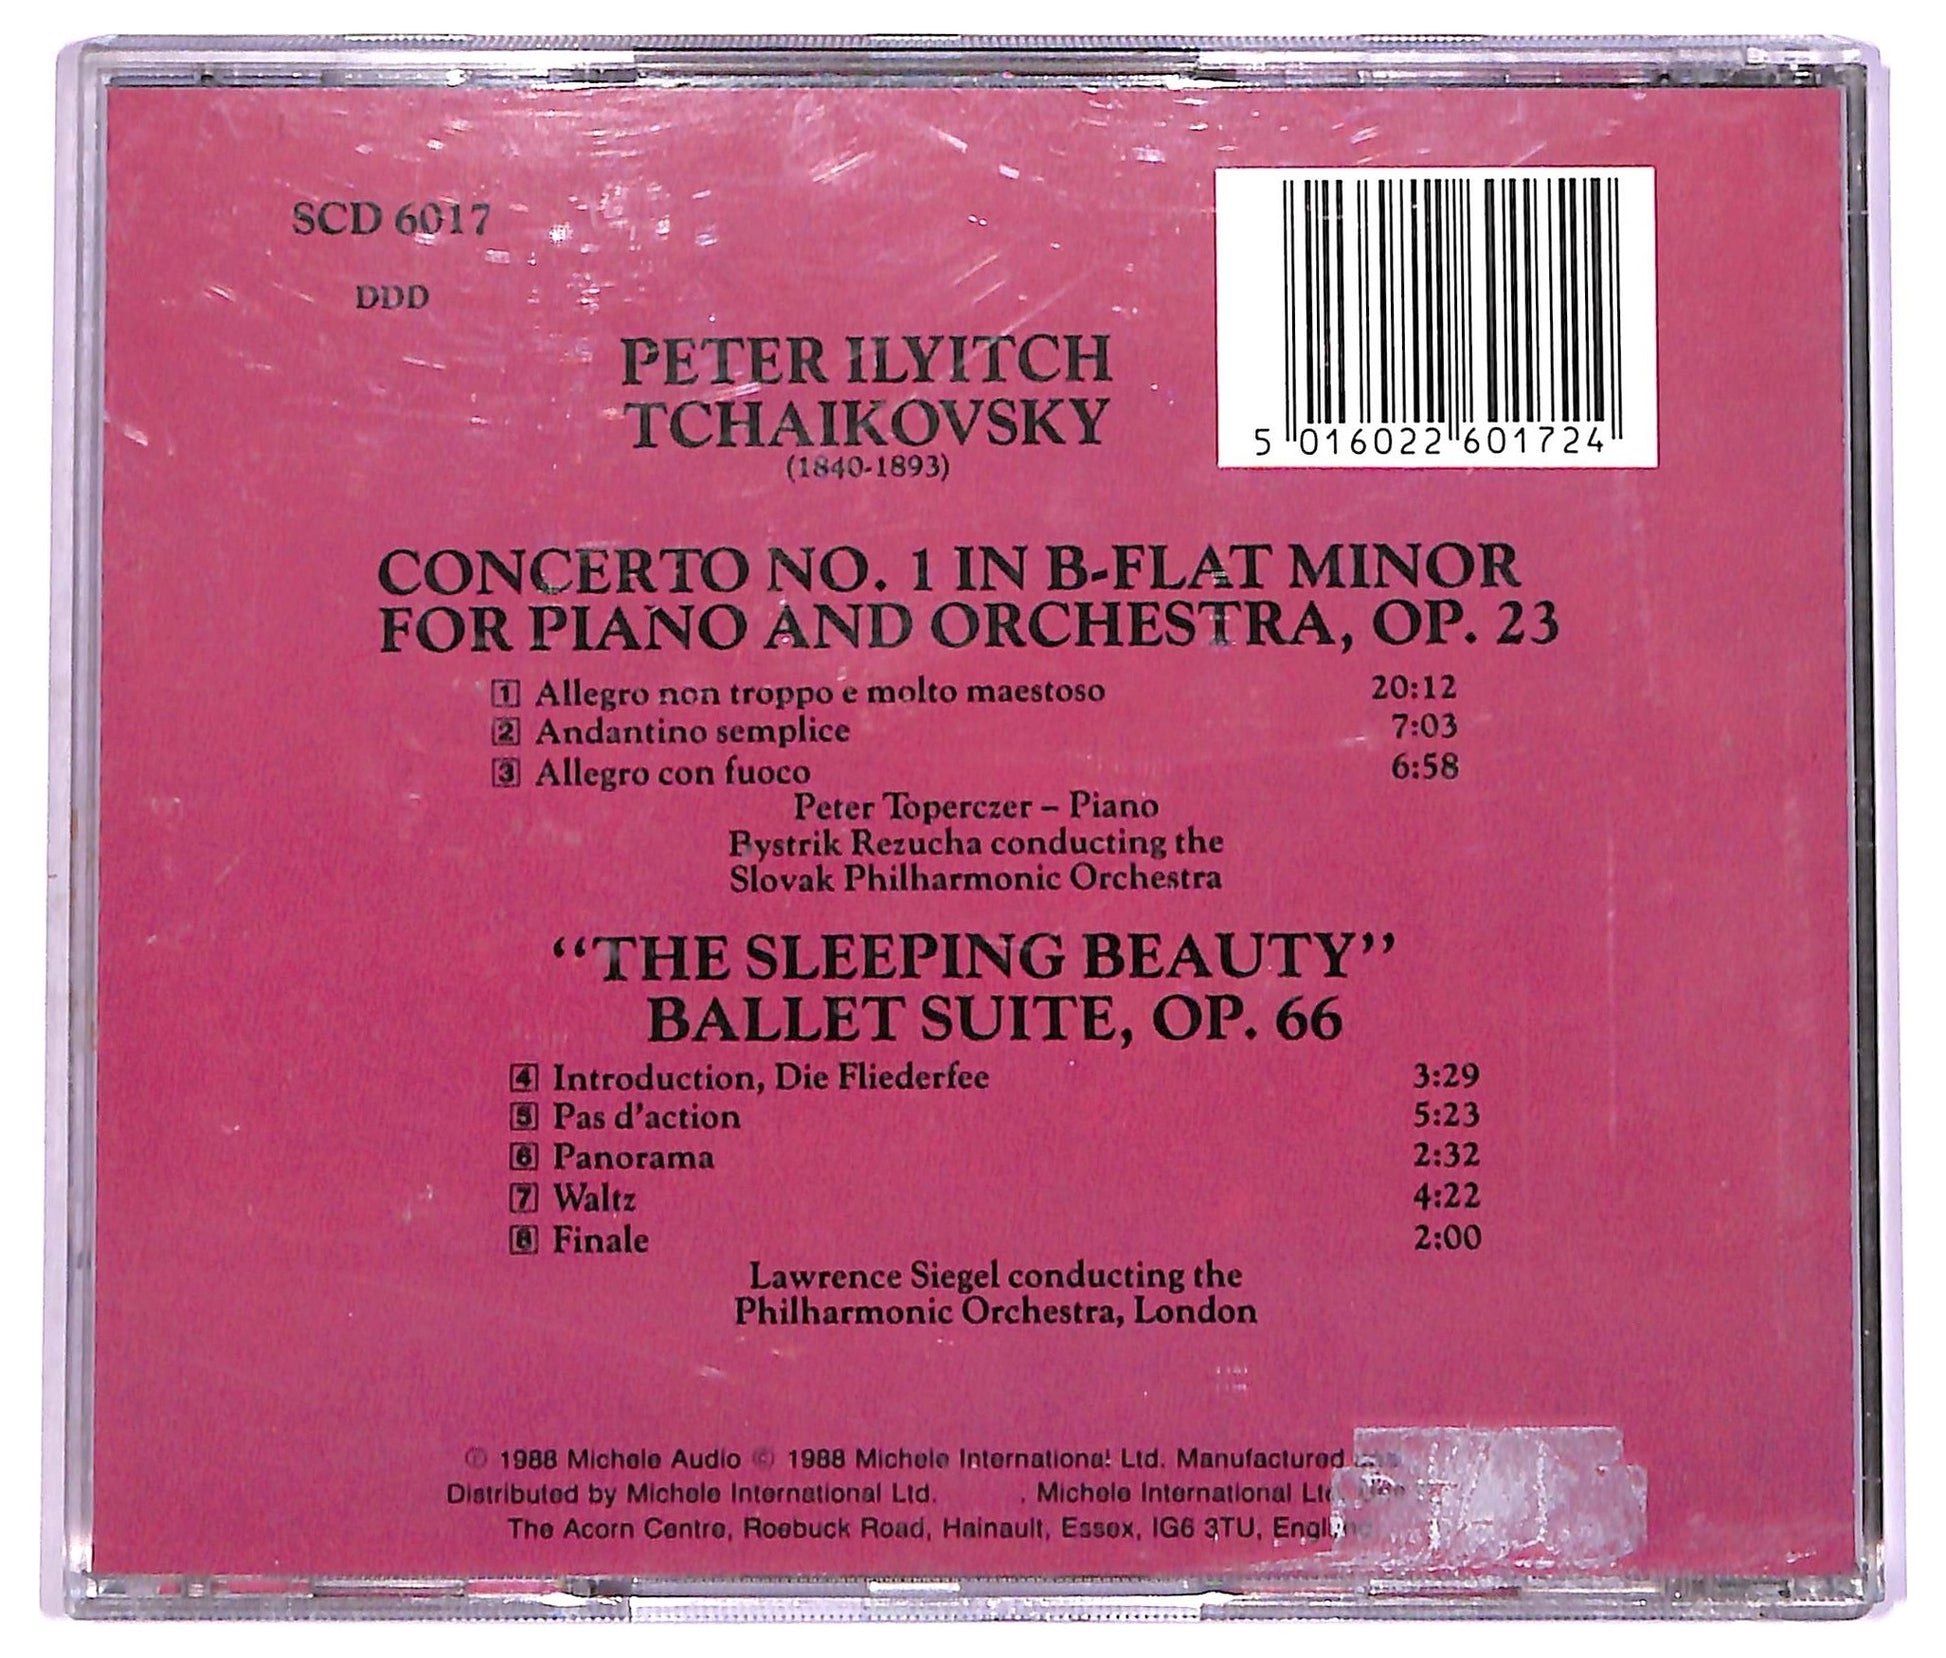 SCD 6017
DDD
5 016022 601724
PETER ILYITCH
TCHAIKOVSKY
(1840-1893)
CONCERTO NO. 1 IN B-FLAT MINOR
FOR PIANO AND ORCHESTRA, OP. 23
1 Allegro non troppo e molto maestoso 20:12
2 Andantino semplice 7:03
3 Allegro con fuoco 6:58
Peter Toperczer – Piano
Bystrik Rezucha conducting the
Slovak Philharmonic Orchestra
“THE SLEEPING BEAUTY”
BALLET SUITE, OP. 66
4 Introduction, Die Fliederfee 3:29
5 Pas d'action 5:23
6 Panorama 2:32
7 Waltz 4:22
8 Finale 2:00
Lawrence Siegel conducting the
Philharmonic Orchestra, London
℗ 1988 Michele Audio © 1988 Michele International Ltd. Manufactured
Distributed by Michele International Ltd. , Michele International Ltd
The Acorn Centre, Roebuck Road, Hainault, Essex, IG6 3TU, England